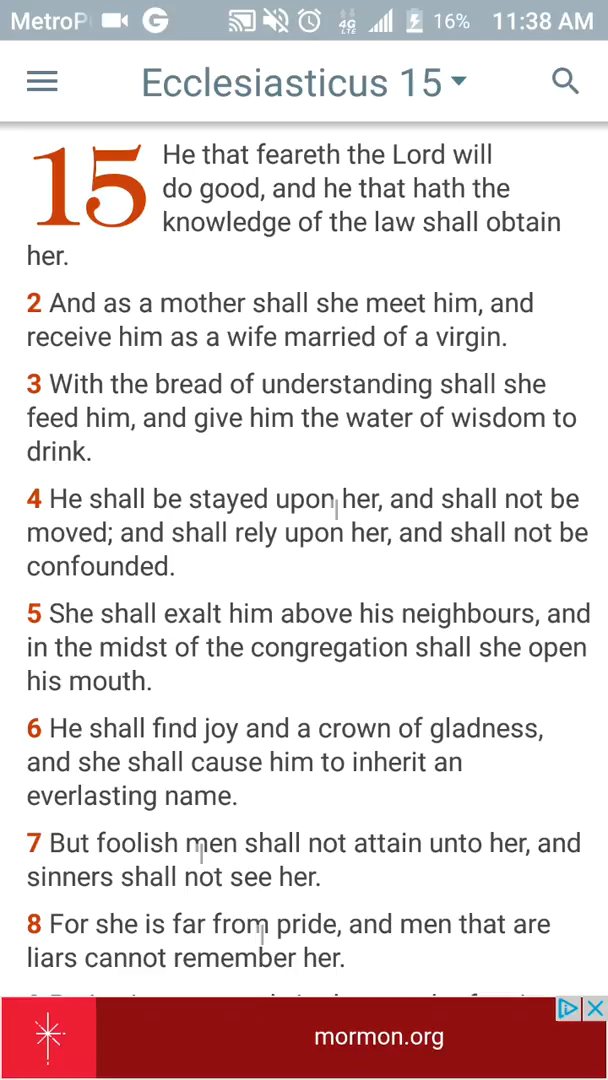 MetroP
G
4G
LTE
16%
11:38 AM
Ecclesiasticus 15
15 He that feareth the Lord will
do good, and he that hath the
knowledge of the law shall obtain
her.
2 And as a mother shall she meet him, and
receive him as a wife married of a virgin.
3 With the bread of understanding shall she
feed him, and give him the water of wisdom to
drink.
4 He shall be stayed upon her, and shall not be
moved; and shall rely upon her, and shall not be
confounded.
5 She shall exalt him above his neighbours, and
in the midst of the congregation shall she open
his mouth.
6 He shall find joy and a crown of gladness,
and she shall cause him to inherit an
everlasting name.
7 But foolish men shall not attain unto her, and
sinners shall not see her.
8 For she is far from pride, and men that are
liars cannot remember her.
mormon.org